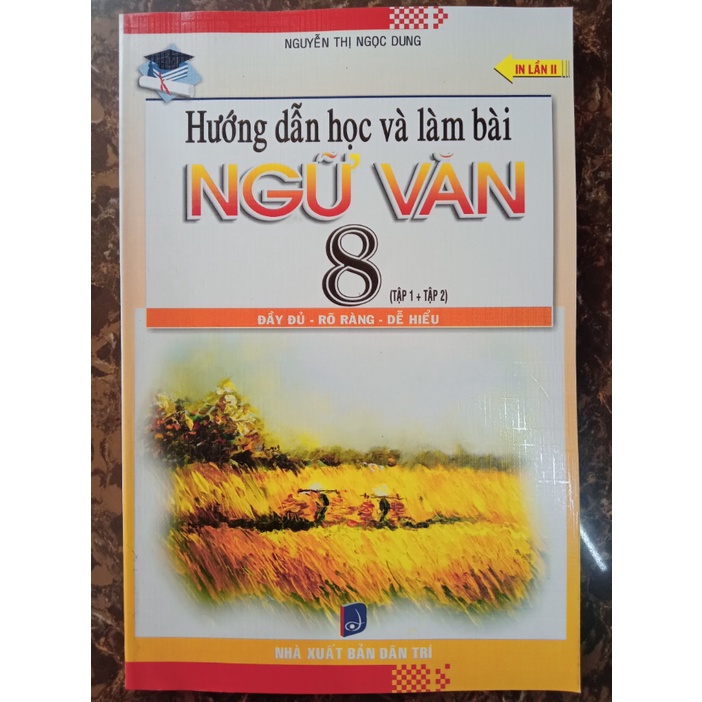 NGUYỄN THỊ NGỌC DUNG
IN LẦN II
Hướng dẫn học và làm bài
NGỮ VĂN
8
(TẬP 1 + TẬP 2)
ĐẦY ĐỦ - RÕ RÀNG - DỄ HIỂU
NHÀ XUẤT BẢN DÂN TRÍ